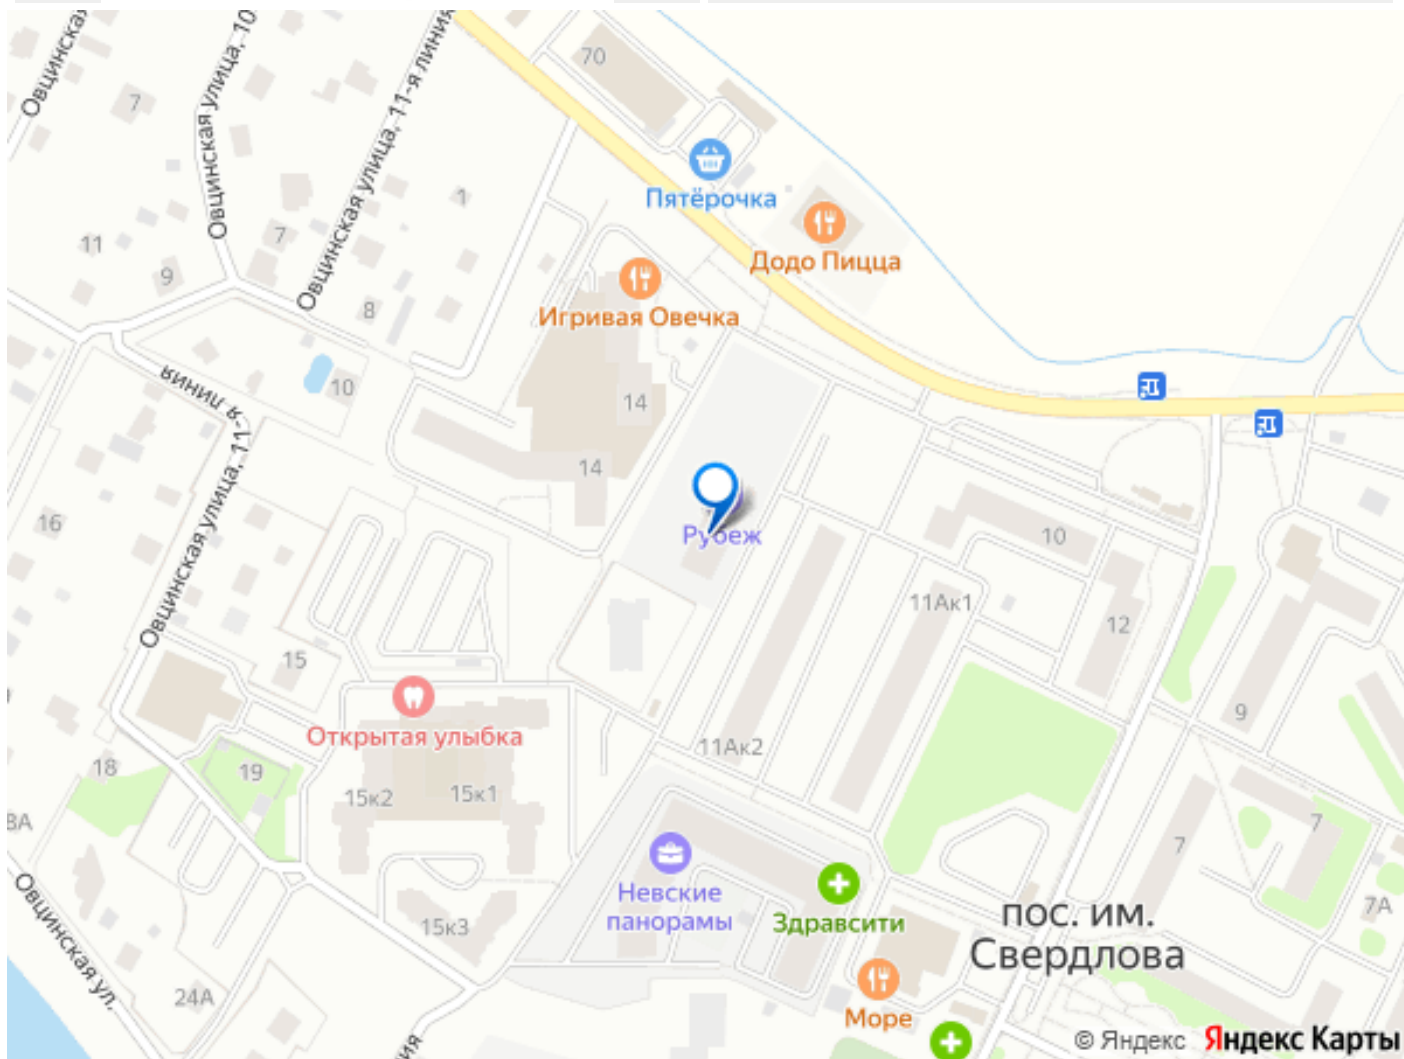 Овцинская
Овцинская улица, 10
Овцинская улица, 11-я линия
70
7
Пятёрочка
1
7
11
9
Додо Пицца
8
Игривая Овечка
10
14
14
я линия
Овцинская улица, 11-
16
Рубеж
10
11Ак1
12
15
Открытая улыбка
9
11Ак2
18
19
15к2
15к1
8А
7
7
Невские
панорамы
Здравсити
7А
15к3
пос. им.
Свердлова
Овцинская ул.
24А
Море
ния
© Яндекс Яндекс Карты